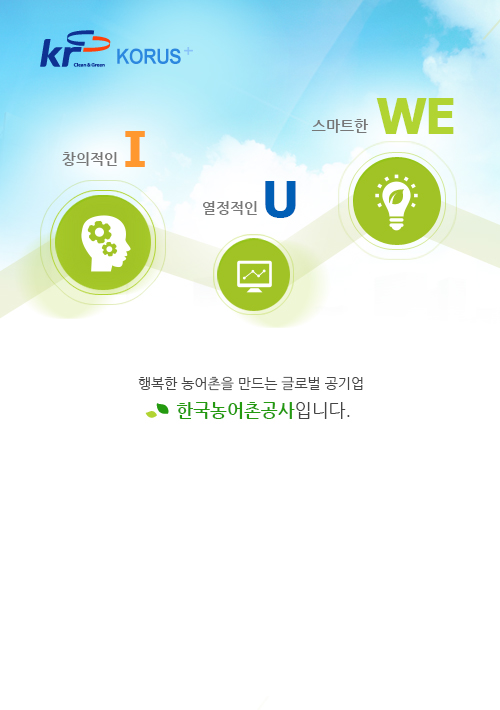 kr Clean & Green KORUS+
스마트한 WE
창의적인 I
열정적인 U
행복한 농어촌을 만드는 글로벌 공기업
한국농어촌공사입니다.